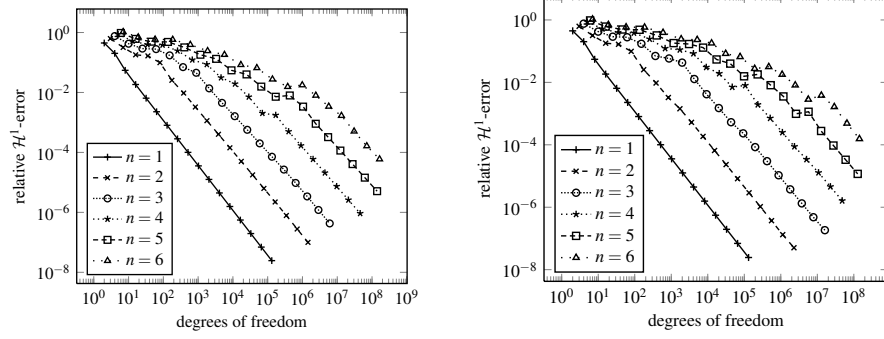 10^0
10^{-2}
10^{-4}
10^{-6}
10^{-8}
relative ℋ^1-error
n = 1
n = 2
n = 3
n = 4
n = 5
n = 6
10^0 10^1 10^2 10^3 10^4 10^5 10^6 10^7 10^8 10^9
degrees of freedom
10^0
10^{-2}
10^{-4}
10^{-6}
10^{-8}
relative ℋ^1-error
n = 1
n = 2
n = 3
n = 4
n = 5
n = 6
10^0 10^1 10^2 10^3 10^4 10^5 10^6 10^7 10^8
degrees of freedom